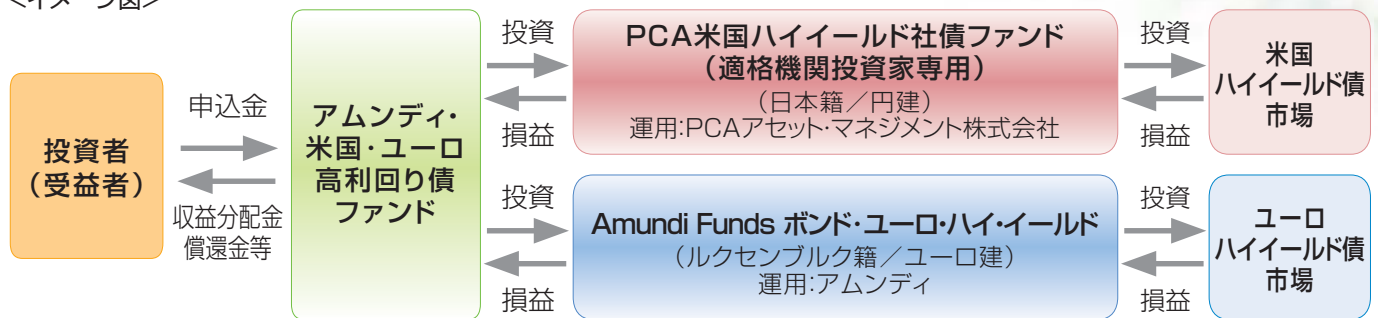 <イメージ図>
投資者
(受益者)
申込金
収益分配金
償還金等
アムンディ・
米国・ユーロ
高利回り債
ファンド
投資
損益
PCA米国ハイイールド社債ファンド
(適格機関投資家専用)
(日本籍/円建)
運用:PCAアセット・マネジメント株式会社
投資
損益
米国
ハイイールド債
市場
投資
損益
Amundi Funds ボンド・ユーロ・ハイ・イールド
(ルクセンブルク籍/ユーロ建)
運用:アムンディ
投資
損益
ユーロ
ハイイールド債
市場